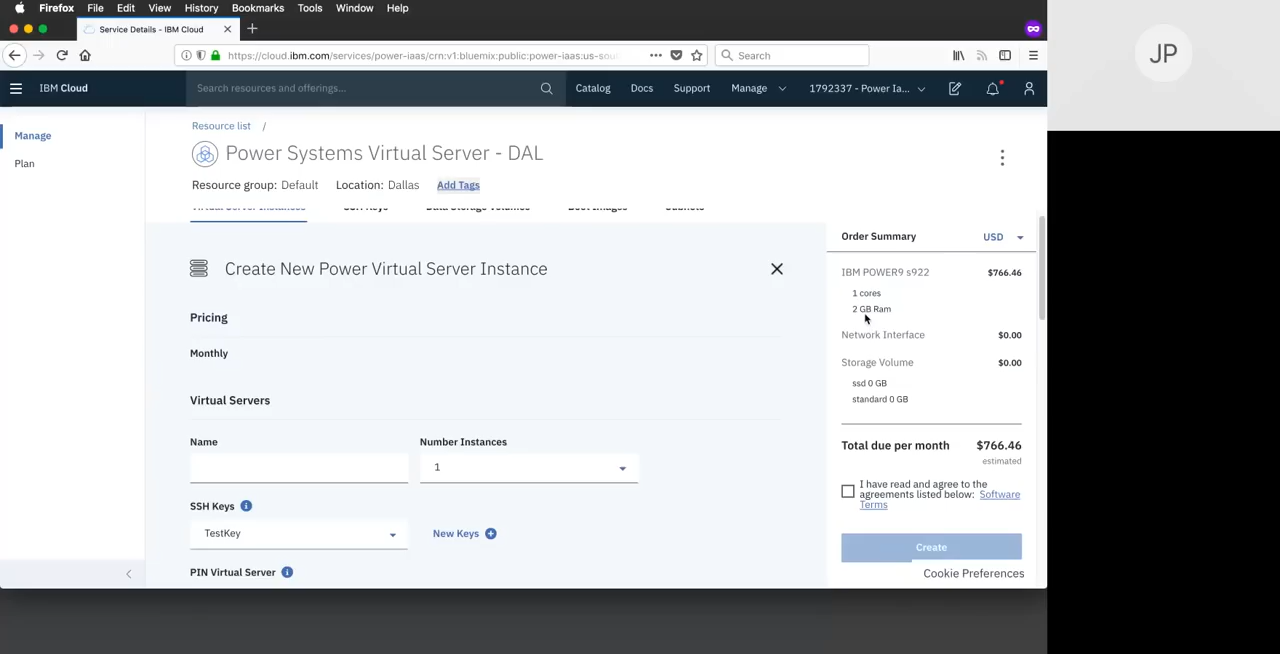 Firefox File Edit View History Bookmarks Tools Window Help
Service Details - IBM Cloud
https://cloud.ibm.com/services/power-iaas/crn:v1:bluemix:public:power-iaas:us-sou
Search
IBM Cloud
Search resources and offerings...
Catalog Docs Support Manage 1792337 - Power Ia...
JP
Manage
Plan
Resource list /
Power Systems Virtual Server - DAL
Resource group: Default Location: Dallas Add Tags
Virtual Server Instances SSH Keys Data Storage Volumes Boot Images Subnets
Create New Power Virtual Server Instance
Pricing
Monthly
Virtual Servers
Name Number Instances
1
SSH Keys
TestKey New Keys
PIN Virtual Server
Order Summary USD
IBM POWER9 s922 $766.46
1 cores
2 GB Ram
Network Interface $0.00
Storage Volume $0.00
ssd 0 GB
standard 0 GB
Total due per month $766.46
estimated
I have read and agree to the
agreements listed below: Software
Terms
Create
Cookie Preferences